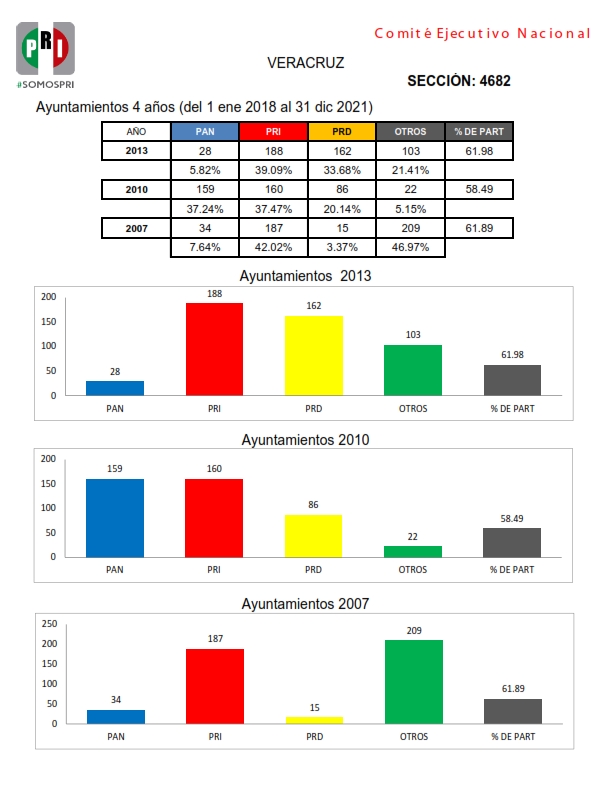 Comité Ejecutivo Nacional
PRI
#SOMOSPRI
VERACRUZ
SECCIÓN: 4682
Ayuntamientos 4 años (del 1 ene 2018 al 31 dic 2021)
AÑO PAN PRI PRD OTROS % DE PART
2013 28 188 162 103 61.98
5.82% 39.09% 33.68% 21.41%
2010 159 160 86 22 58.49
37.24% 37.47% 20.14% 5.15%
2007 34 187 15 209 61.89
7.64% 42.02% 3.37% 46.97%
Ayuntamientos 2013
200
150
100
50
0
28 188 162 103 61.98
PAN PRI PRD OTROS % DE PART
Ayuntamientos 2010
200
150
100
50
0
159 160 86 22 58.49
PAN PRI PRD OTROS % DE PART
Ayuntamientos 2007
250
200
150
100
50
0
34 187 15 209 61.89
PAN PRI PRD OTROS % DE PART